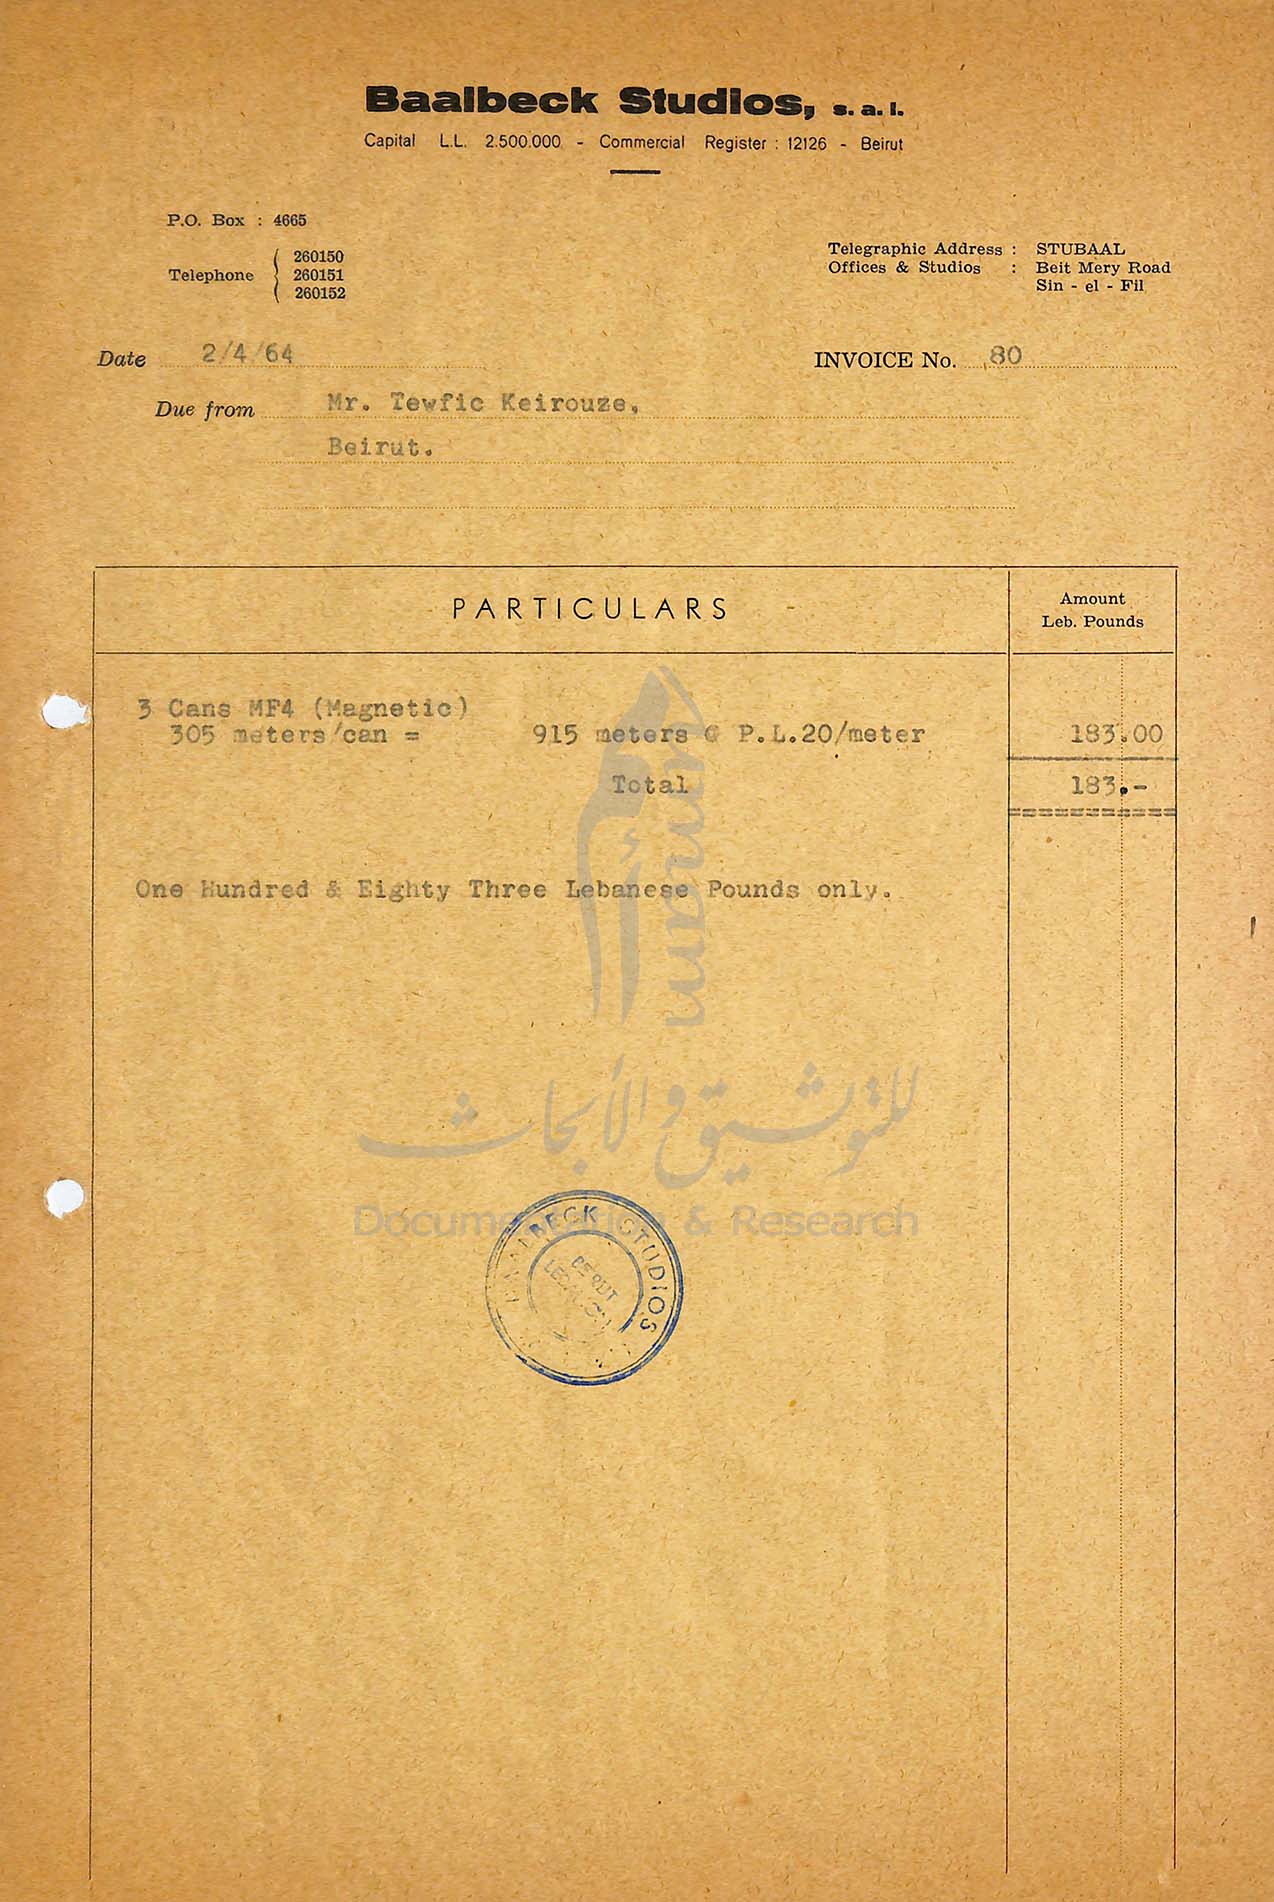 Baalbeck Studios, s.a.l.
Capital L.L. 2.500.000 - Commercial Register : 12126 - Beirut
P.O. Box : 4665
Telephone { 260150
260151
260152
Telegraphic Address : STUBAAL
Offices & Studios : Beit Mery Road
Sin - el - Fil
Date 2/4/64
INVOICE No. 80
Due from Mr. Tewfic Keirouze,
Beirut.
PARTICULARS
Amount
Leb. Pounds
3 Cans MF4 (Magnetic)
305 meters/can = 915 meters @ P.L.20/meter 183.00
Total 183.-
One Hundred & Eighty Three Lebanese Pounds only.
umam
للتوثيق والأبحاث
Documentation & Research
BAALBECK STUDIOS
BEIRUT
LEBANON